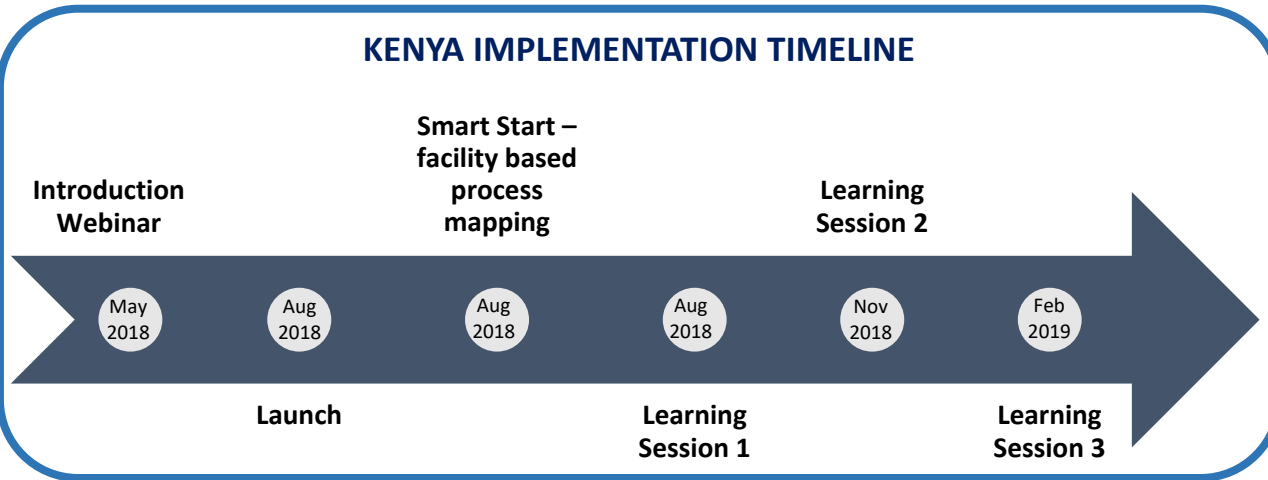 KENYA IMPLEMENTATION TIMELINE
Smart Start –
facility based
process
mapping
Introduction
Webinar
Learning
Session 2
May
2018
Aug
2018
Aug
2018
Aug
2018
Nov
2018
Feb
2019
Launch
Learning
Session 1
Learning
Session 3